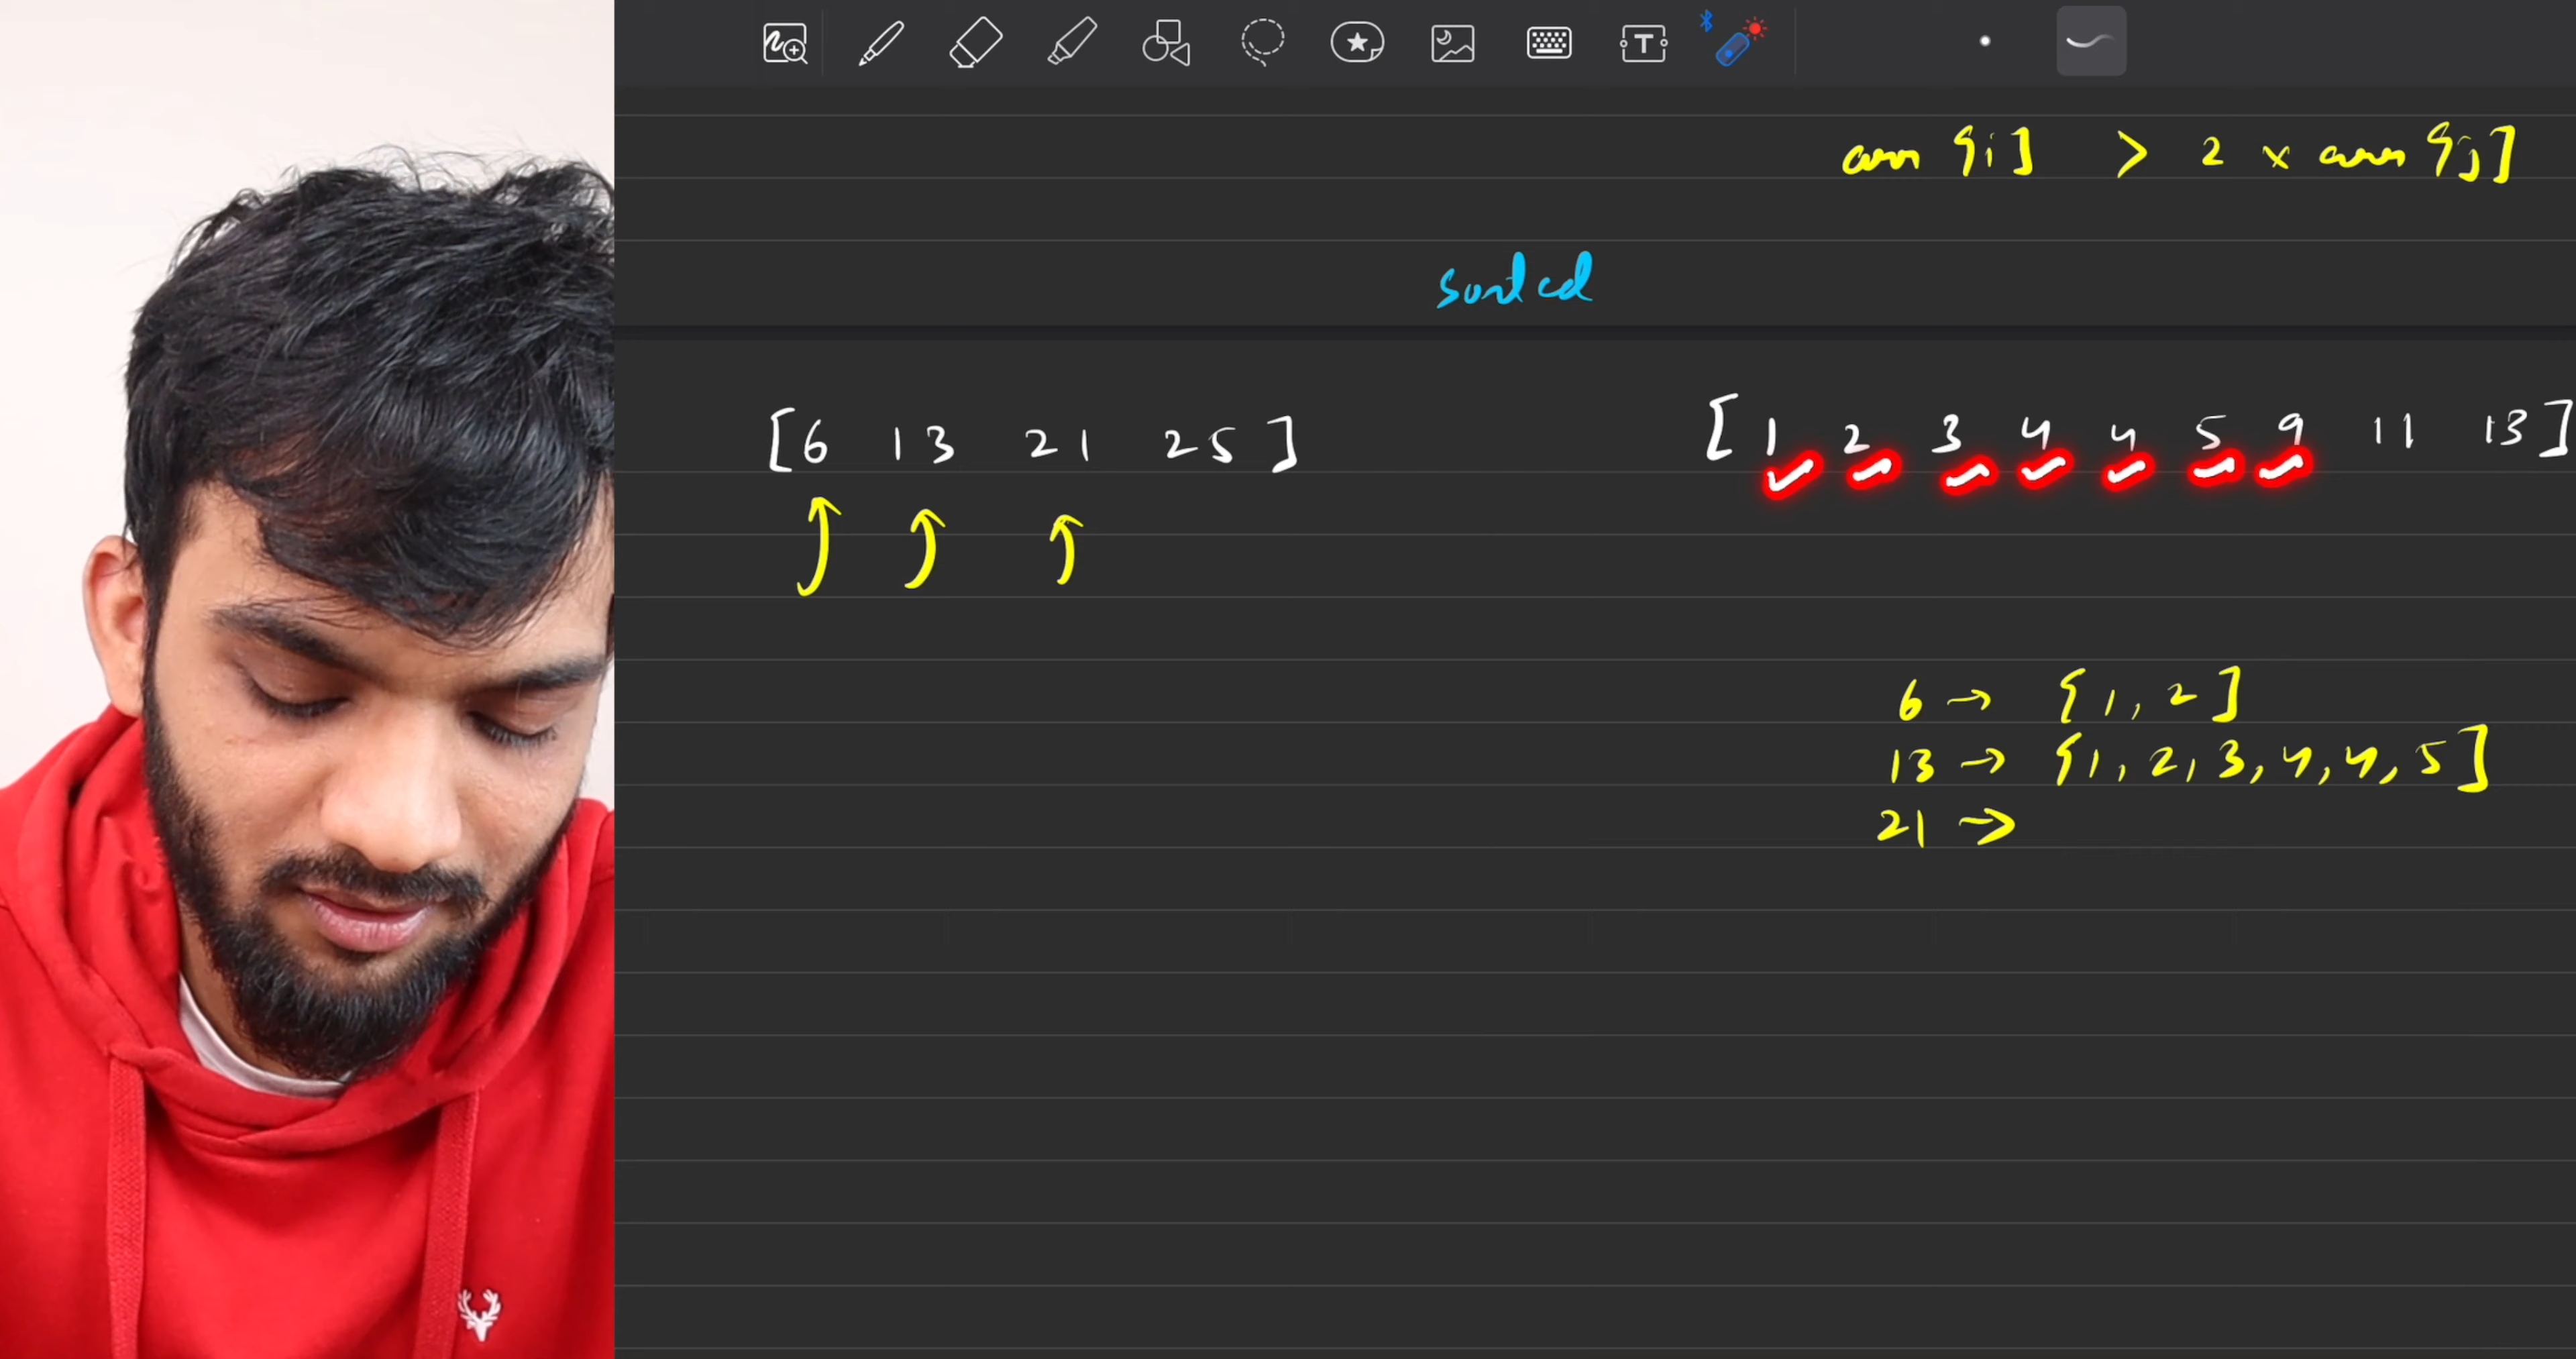 arr[i] > 2 x arr[j]
sorted
[6 13 21 25] [1 2 3 4 4 5 9 11 13]
6 → [1, 2]
13 → [1, 2, 3, 4, 4, 5]
21 →